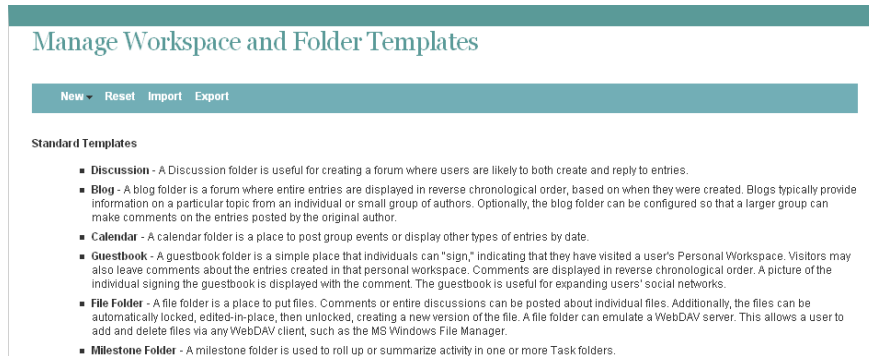 Manage Workspace and Folder Templates
New Reset Import Export
Standard Templates
Discussion - A Discussion folder is useful for creating a forum where users are likely to both create and reply to entries.
Blog - A blog folder is a forum where entire entries are displayed in reverse chronological order, based on when they were created. Blogs typically provide
information on a particular topic from an individual or small group of authors. Optionally, the blog folder can be configured so that a larger group can
make comments on the entries posted by the original author.
Calendar - A calendar folder is a place to post group events or display other types of entries by date.
Guestbook - A guestbook folder is a simple place that individuals can "sign," indicating that they have visited a user's Personal Workspace. Visitors may
also leave comments about the entries created in that personal workspace. Comments are displayed in reverse chronological order. A picture of the
individual signing the guestbook is displayed with the comment. The guestbook is useful for expanding users' social networks.
File Folder - A file folder is a place to put files. Comments or entire discussions can be posted about individual files. Additionally, the files can be
automatically locked, edited-in-place, then unlocked, creating a new version of the file. A file folder can emulate a WebDAV server. This allows a user to
add and delete files via any WebDAV client, such as the MS Windows File Manager.
Milestone Folder - A milestone folder is used to roll up or summarize activity in one or more Task folders.